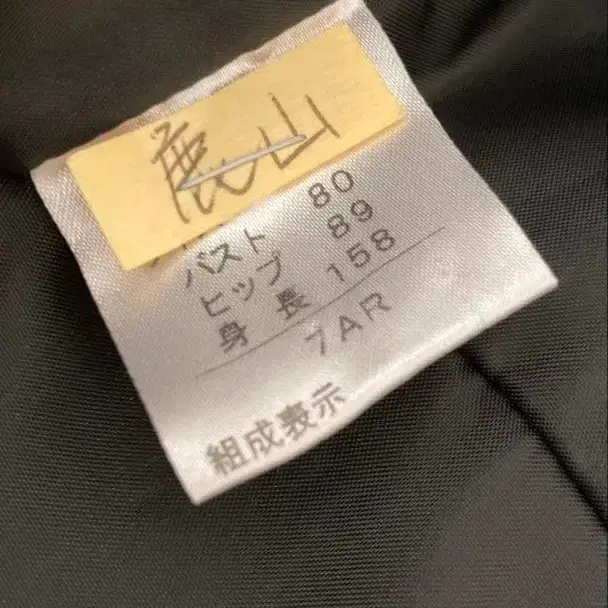 鹿山
バスト 80
ヒップ 89
身長 158
7AR
組成表示